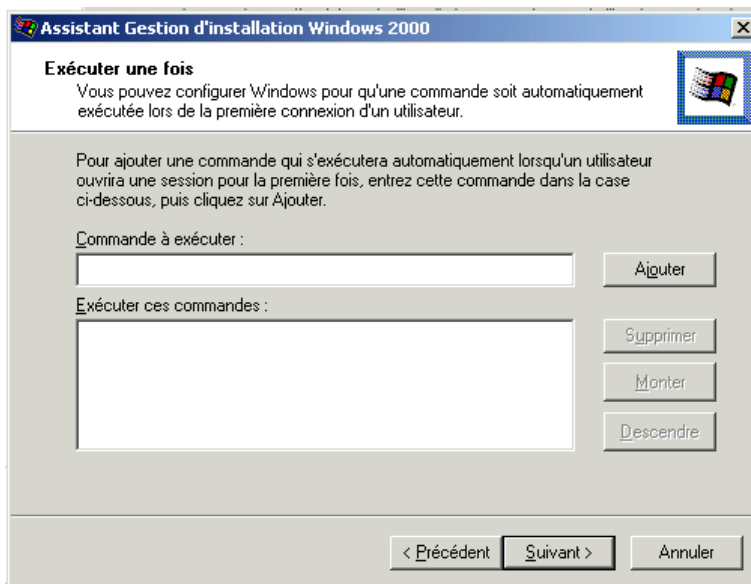 Assistant Gestion d'installation Windows 2000
Exécuter une fois
Vous pouvez configurer Windows pour qu'une commande soit automatiquement
exécutée lors de la première connexion d'un utilisateur.
Pour ajouter une commande qui s'exécutera automatiquement lorsqu'un utilisateur
ouvrira une session pour la première fois, entrez cette commande dans la case
ci-dessous, puis cliquez sur Ajouter.
Commande à exécuter :
Ajouter
Exécuter ces commandes :
Supprimer
Monter
Descendre
< Précédent
Suivant >
Annuler